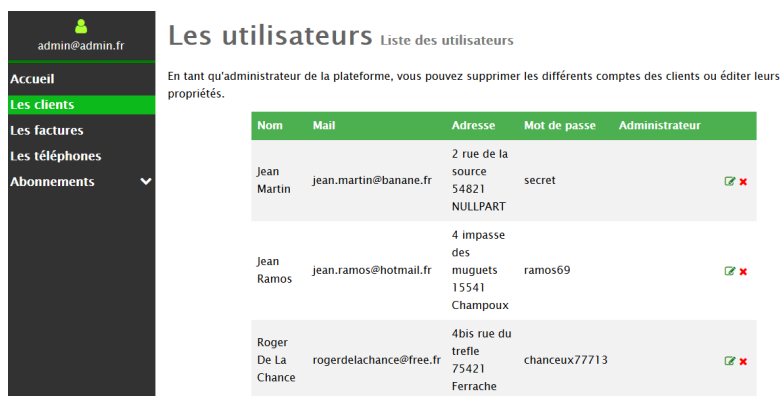 admin@admin.fr
Accueil
Les clients
Les factures
Les téléphones
Abonnements
Les utilisateurs Liste des utilisateurs
En tant qu'administrateur de la plateforme, vous pouvez supprimer les différents comptes des clients ou éditer leurs
propriétés.
Nom Mail Adresse Mot de passe Administrateur
Jean Martin jean.martin@banane.fr 2 rue de la source 54821 NULLPART secret
Jean Ramos jean.ramos@hotmail.fr 4 impasse des muguets 15541 Champoux ramos69
Roger De La Chance rogerdelachance@free.fr 4bis rue du trefle 75421 Ferrache chanceux77713